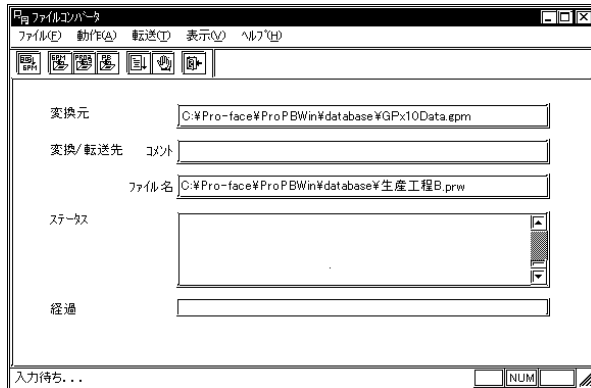 ファイルコンバータ
ファイル(F) 動作(A) 転送(T) 表示(V) ヘルプ(H)
変換元 C:¥Pro-face¥ProPBWin¥database¥GPx10Data.gpm
変換/転送先 コメント
ファイル名 C:¥Pro-face¥ProPBWin¥database¥生産工程B.prw
ステータス
経過
入力待ち... NUM